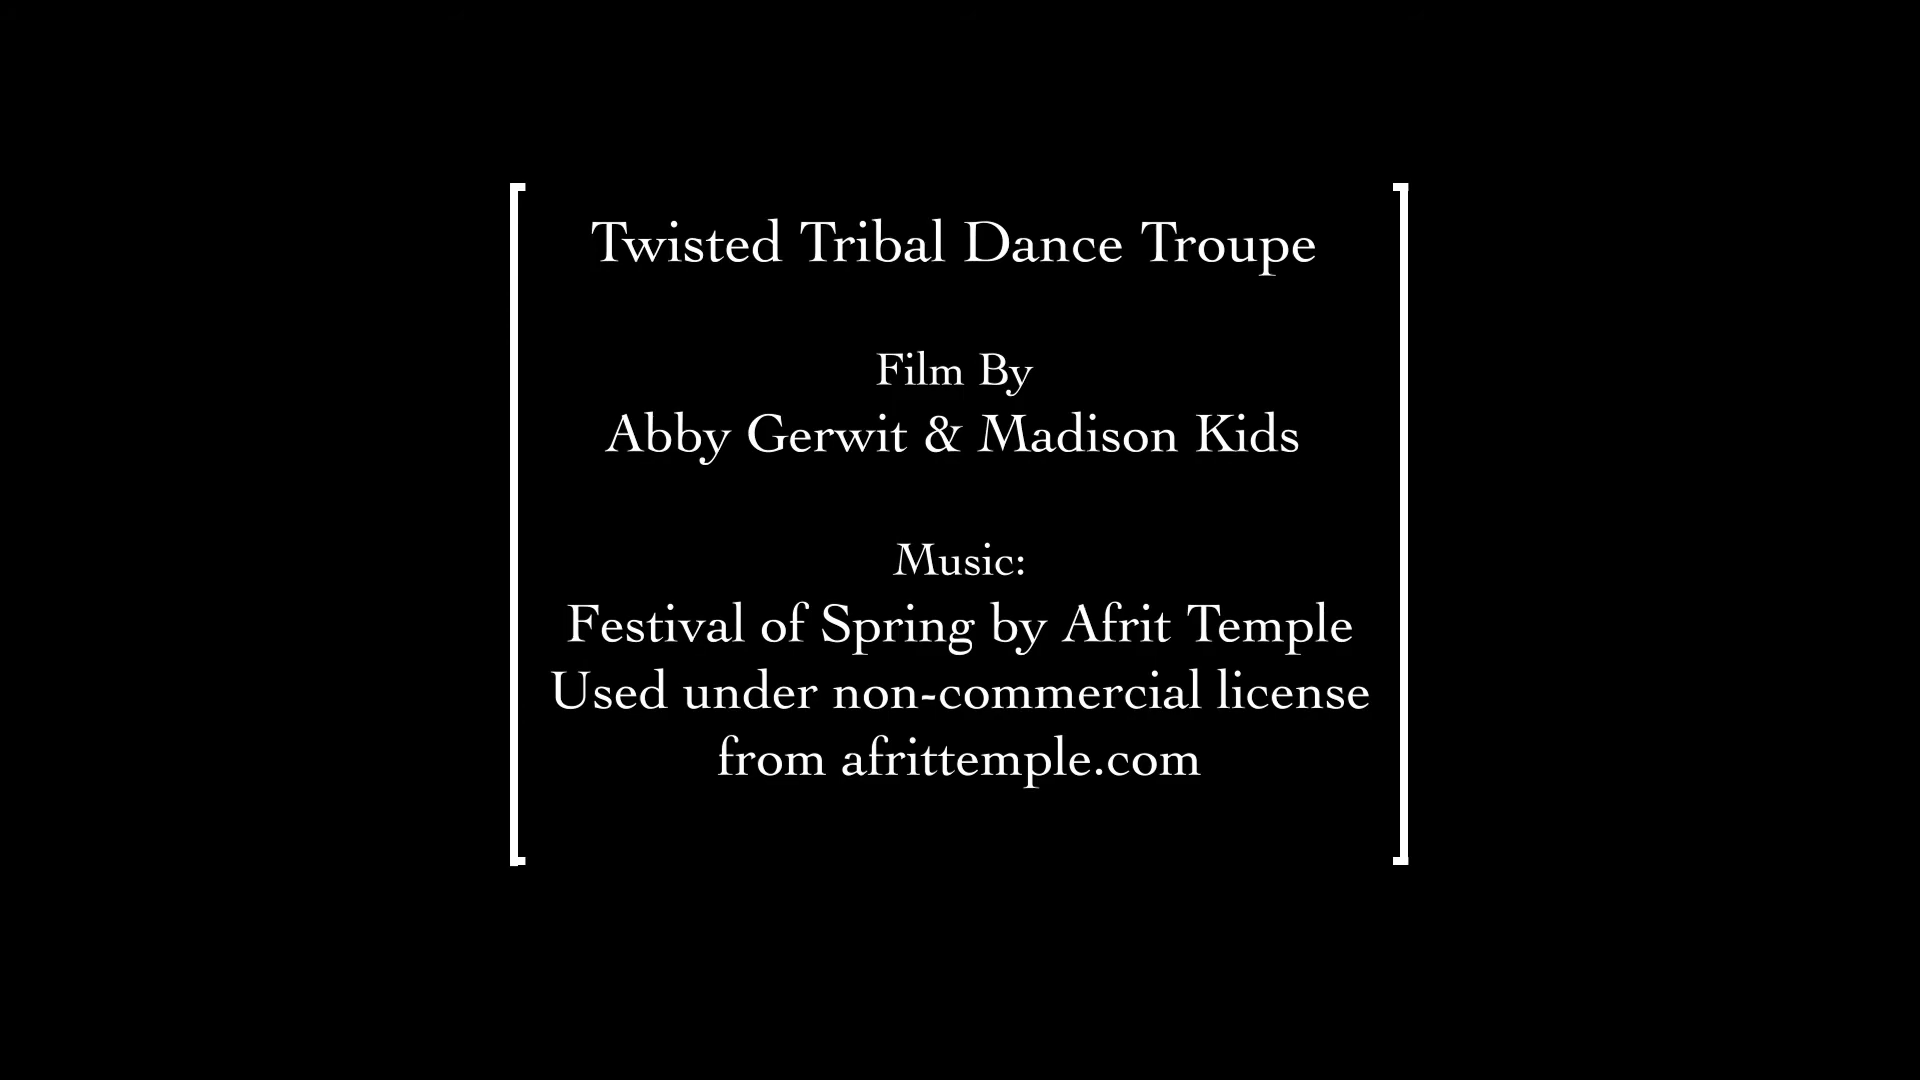 Twisted Tribal Dance Troupe
Film By
Abby Gerwit & Madison Kids
Music:
Festival of Spring by Afrit Temple
Used under non-commercial license
from afrittemple.com